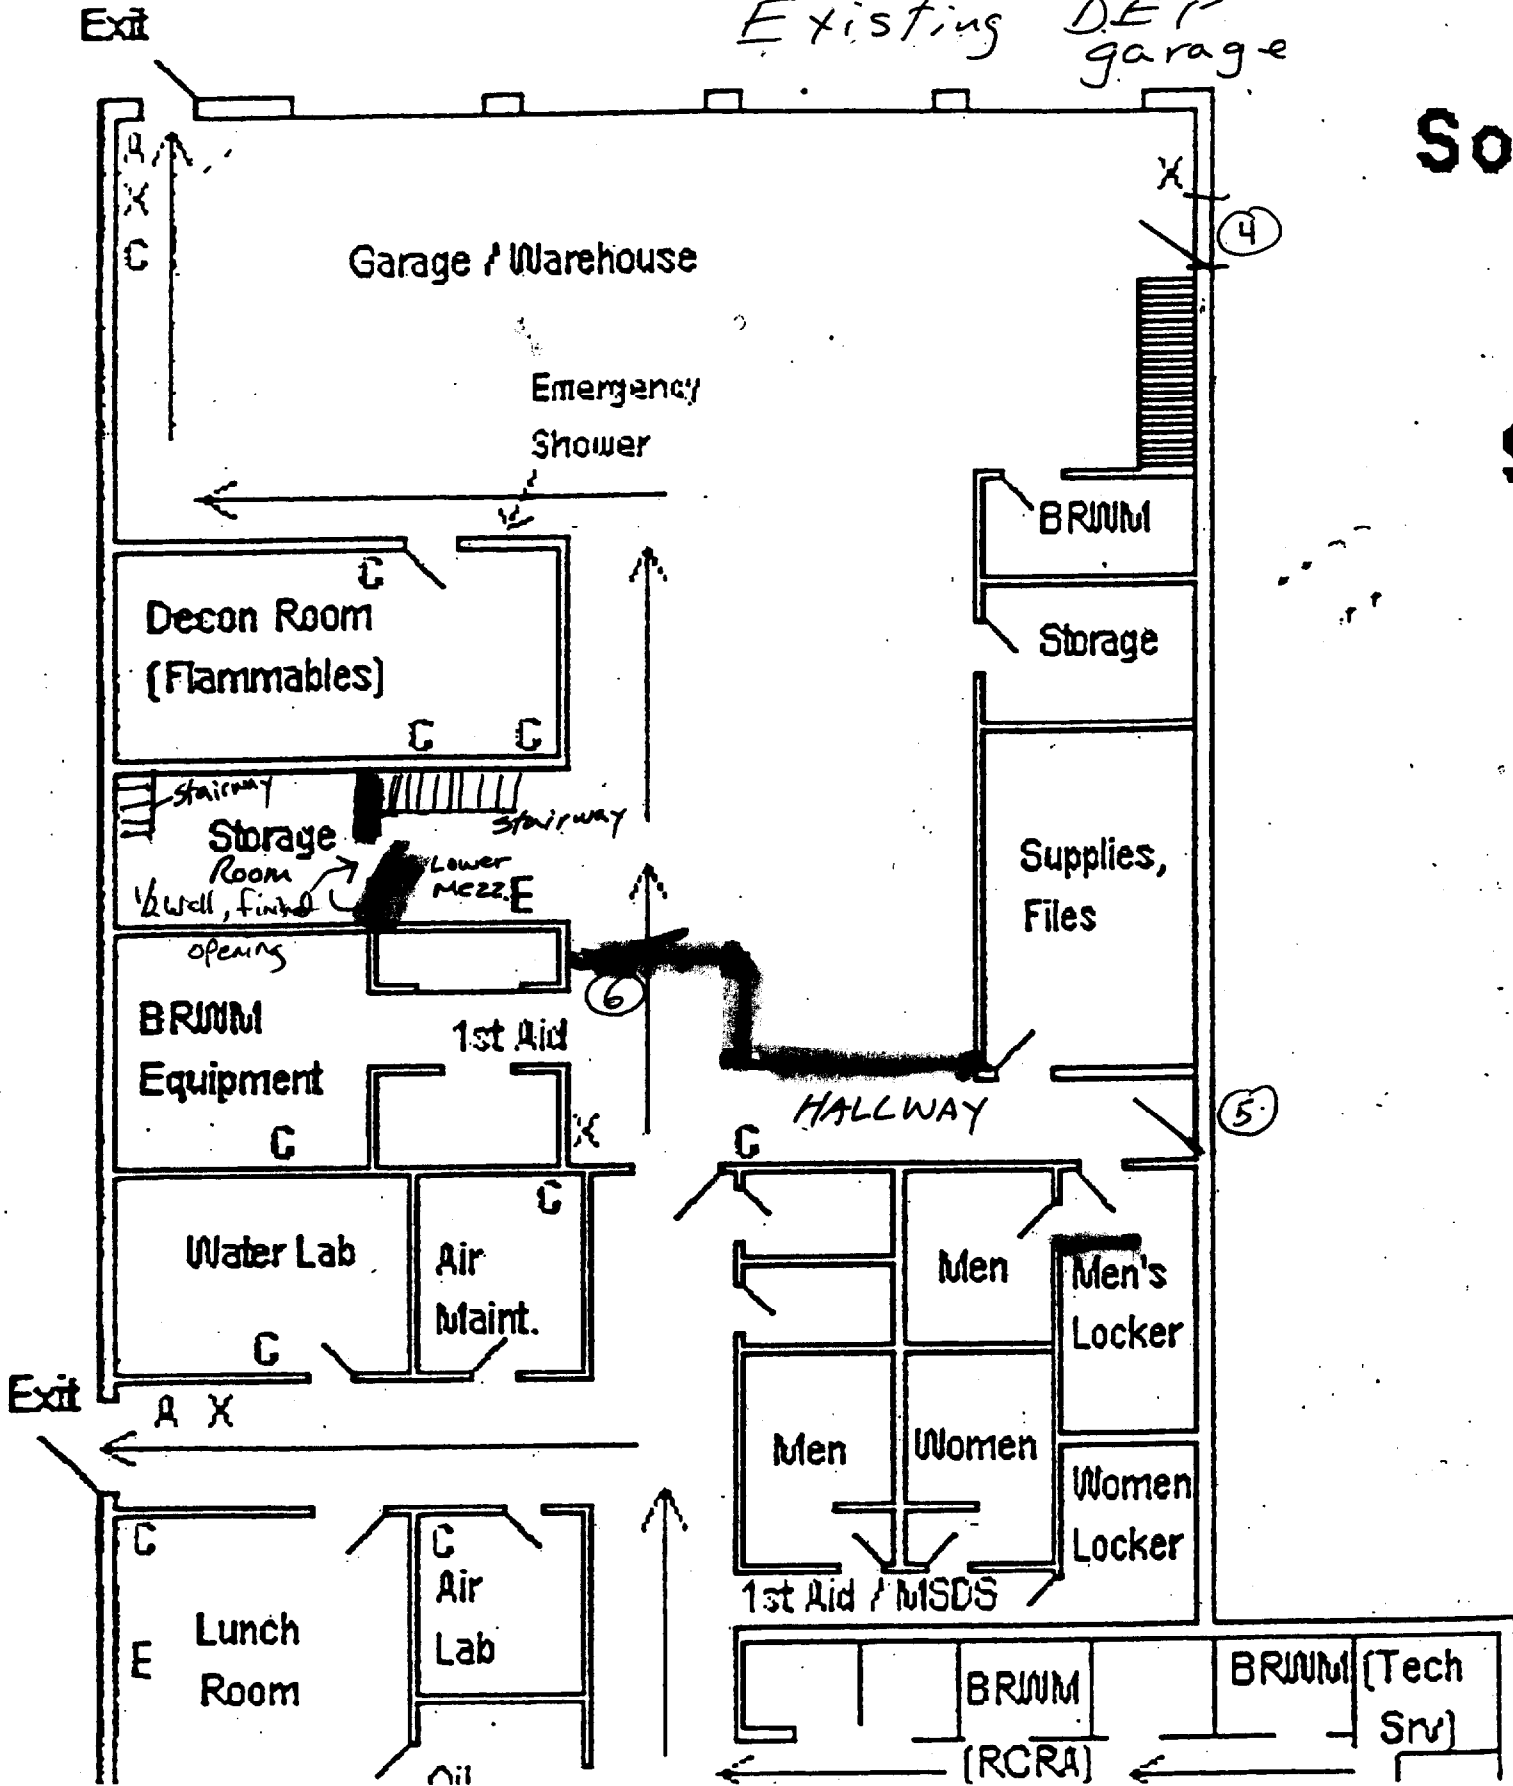 Exit
Existing DEP
garage
So
A
X
C
X
4
Garage / Warehouse
Emergency
Shower
BRWM
C
Decon Room
(Flammables)
Storage
C C
stairway
stairway
Storage
Room
Lower
Mezz. E
1/2 wall, finished
opening
Supplies,
Files
6
BRWM
Equipment
1st Aid
HALLWAY
5
C
X
C
C
Water Lab
Air
Maint.
Men
Men's
Locker
C
Exit
A X
Men
Women
Women
Locker
C
C
Air
Lab
1st Aid / MSDS
Lunch
Room
E
BRWM
(RCRA)
BRWM (Tech
Srv)
Oil